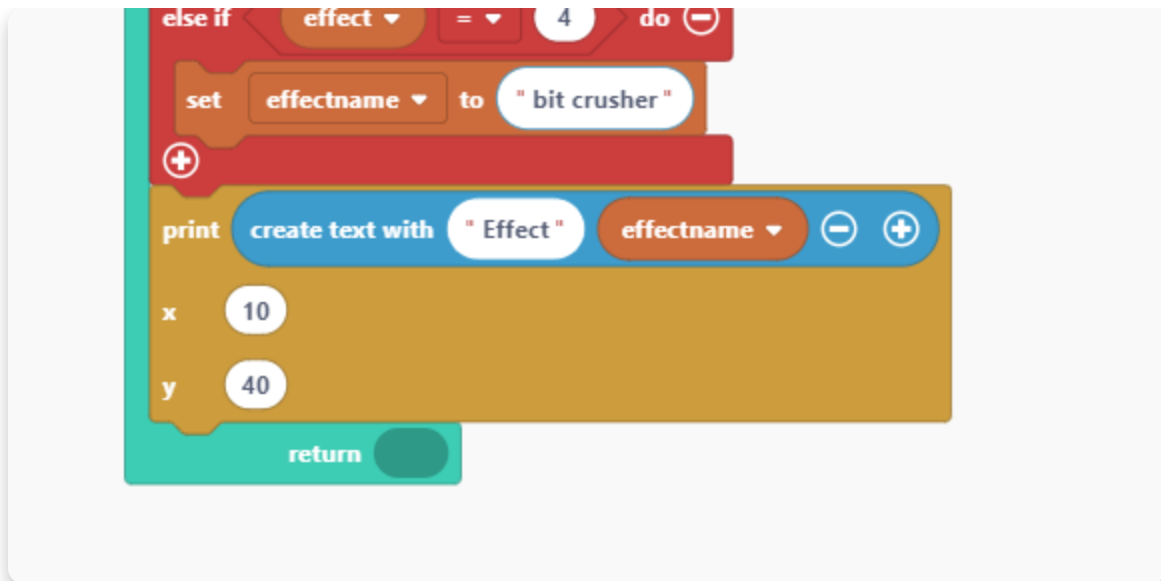 else if effect = 4 do
set effectname to " bit crusher "
print create text with " Effect " effectname
x 10
y 40
return